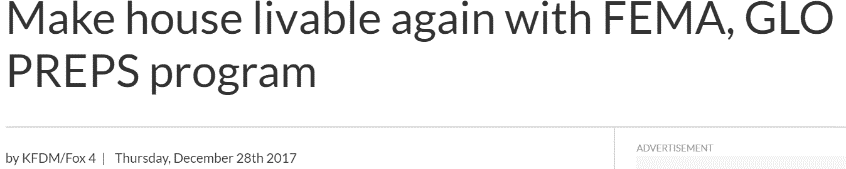 Make house livable again with FEMA, GLO
PREPS program
by KFDM/Fox 4 | Thursday, December 28th 2017
ADVERTISEMENT